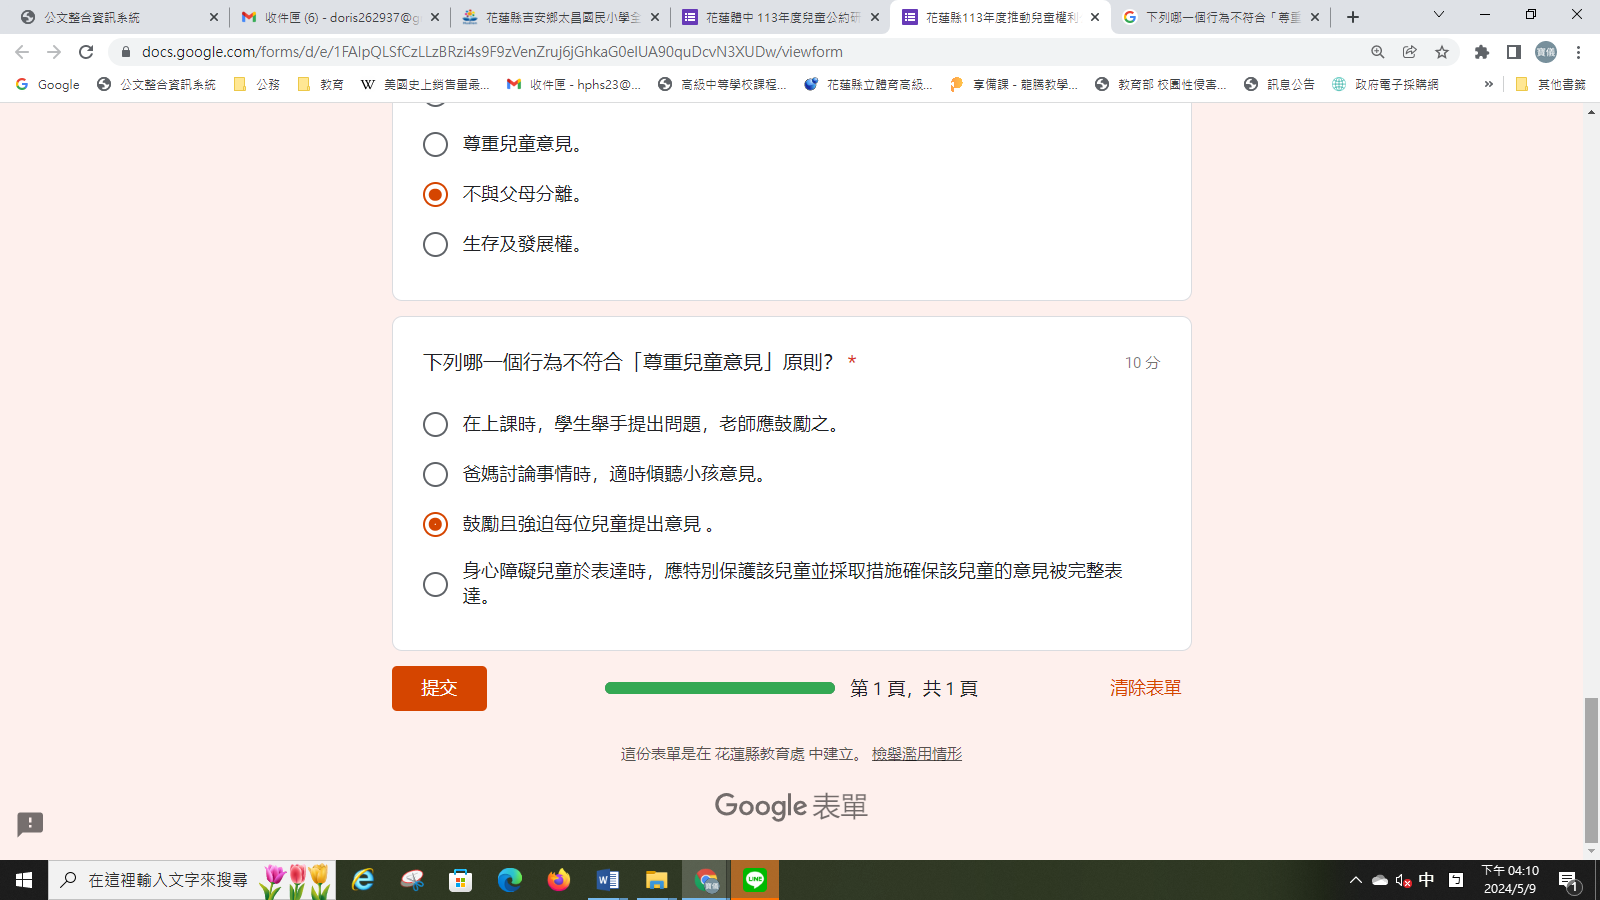 公文整合資訊系統
收件匣 (6) - doris262937@g
花蓮縣吉安鄉太昌國民小學全
花蓮體中 113年度兒童公約研
花蓮縣113年度推動兒童權利
下列哪一個行為不符合「尊重
docs.google.com/forms/d/e/1FAIpQLSfCzLLzBRzi4s9F9zVenZruj6jGhkaG0eIUA90quDcvN3XUDw/viewform
寶儀
Google
公文整合資訊系統
公務
教育
W 美國史上銷售量最...
收件匣 - hphs23@...
高級中等學校課程...
花蓮縣立體育高級...
享備課 - 龍騰教學...
教育部 校園性侵害...
訊息公告
政府電子採購網
»
其他書籤
尊重兒童意見。
不與父母分離。
生存及發展權。
下列哪一個行為不符合「尊重兒童意見」原則？ *
10 分
在上課時，學生舉手提出問題，老師應鼓勵之。
爸媽討論事情時，適時傾聽小孩意見。
鼓勵且強迫每位兒童提出意見 。
身心障礙兒童於表達時，應特別保護該兒童並採取措施確保該兒童的意見被完整表
達。
提交
第 1 頁，共 1 頁
清除表單
這份表單是在 花蓮縣教育處 中建立。 檢舉濫用情形
Google 表單
在這裡輸入文字來搜尋
寶儀
LINE
中
下午 04:10
2024/5/9
1